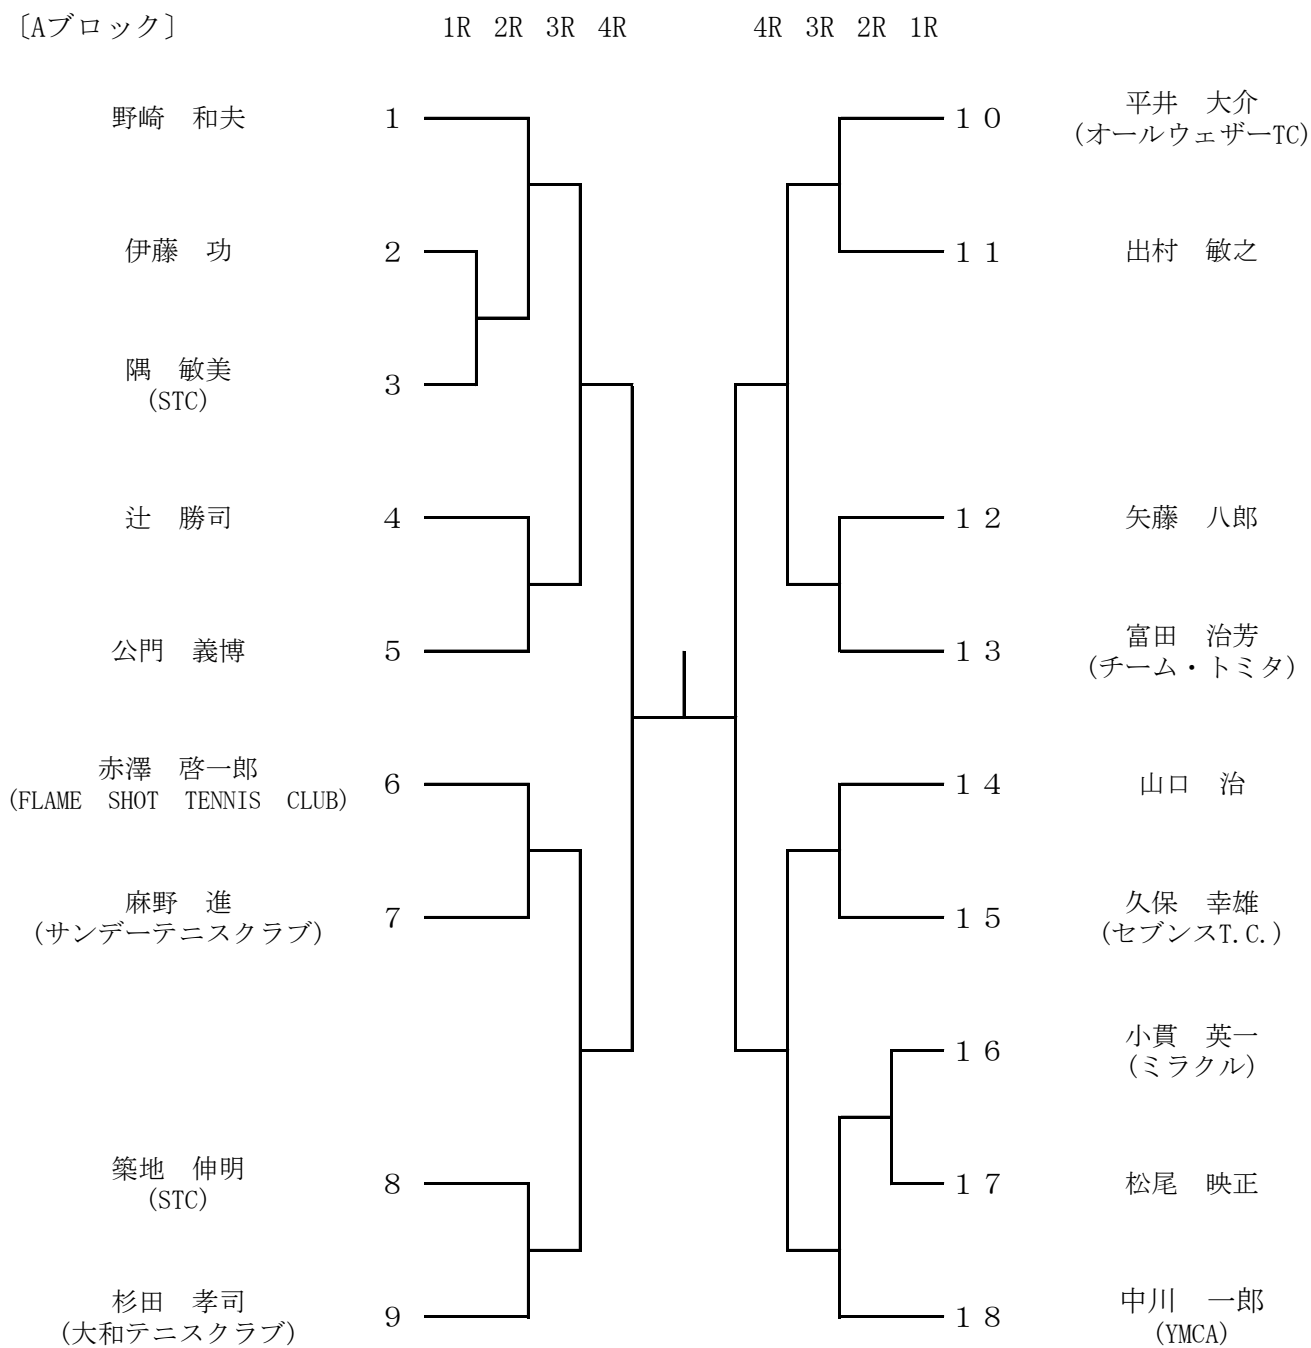 〔Aブロック〕 1R 2R 3R 4R 4R 3R 2R 1R
野崎　和夫 1
伊藤　功 2
隅　敏美
(STC)
3
辻　勝司 4
公門　義博 5
赤澤　啓一郎
(FLAME　SHOT　TENNIS　CLUB)
6
麻野　進
(サンデーテニスクラブ)
7
築地　伸明
(STC)
8
杉田　孝司
(大和テニスクラブ)
9
１０ 平井　大介
(オールウェザーTC)
１１ 出村　敏之
１２ 矢藤　八郎
１３ 富田　治芳
(チーム・トミタ)
１４ 山口　治
１５ 久保　幸雄
(セブンスT.C.)
１６ 小貫　英一
(ミラクル)
１７ 松尾　映正
１８ 中川　一郎
(YMCA)